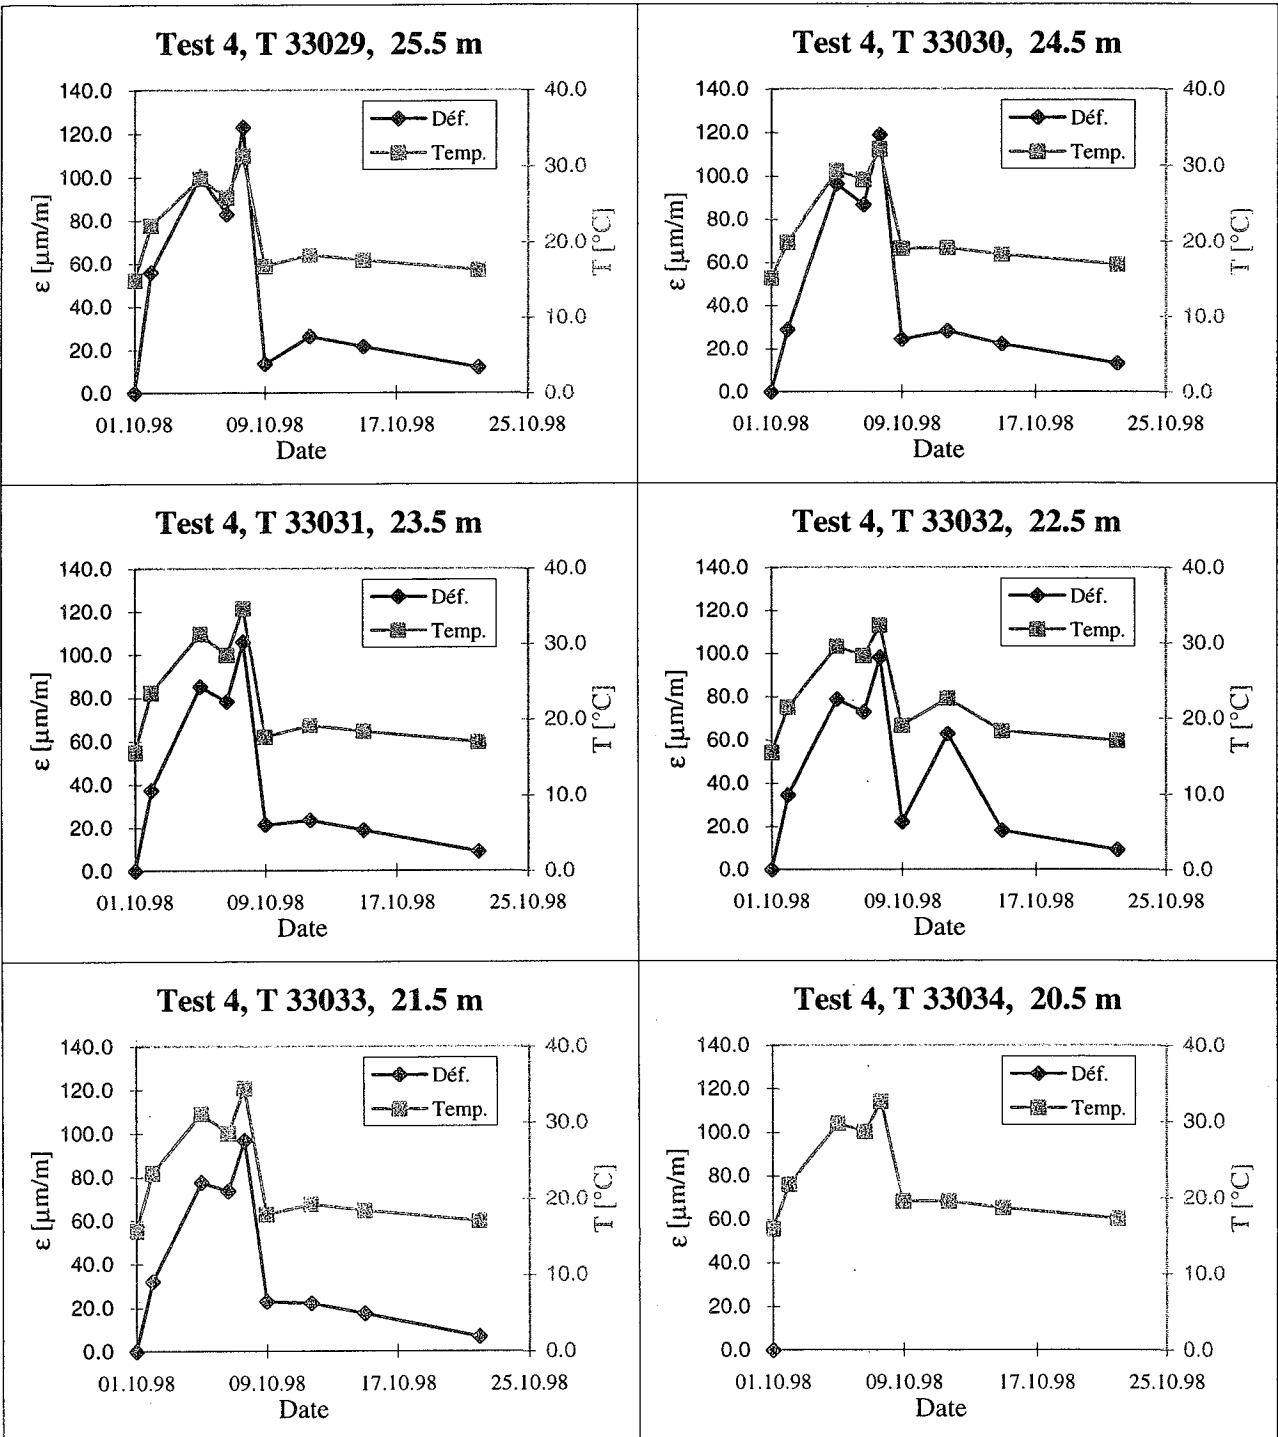 Test 4, T 33029, 25.5 m
140.0
120.0
100.0
80.0
60.0
40.0
20.0
0.0
ε [µm/m]
40.0
30.0
20.0
10.0
0.0
T [°C]
Déf.
Temp.
01.10.98 09.10.98 17.10.98 25.10.98
Date
Test 4, T 33030, 24.5 m
140.0
120.0
100.0
80.0
60.0
40.0
20.0
0.0
ε [µm/m]
40.0
30.0
20.0
10.0
0.0
T [°C]
Déf.
Temp.
01.10.98 09.10.98 17.10.98 25.10.98
Date
Test 4, T 33031, 23.5 m
140.0
120.0
100.0
80.0
60.0
40.0
20.0
0.0
ε [µm/m]
40.0
30.0
20.0
10.0
0.0
T [°C]
Déf.
Temp.
01.10.98 09.10.98 17.10.98 25.10.98
Date
Test 4, T 33032, 22.5 m
140.0
120.0
100.0
80.0
60.0
40.0
20.0
0.0
ε [µm/m]
40.0
30.0
20.0
10.0
0.0
T [°C]
Déf.
Temp.
01.10.98 09.10.98 17.10.98 25.10.98
Date
Test 4, T 33033, 21.5 m
140.0
120.0
100.0
80.0
60.0
40.0
20.0
0.0
ε [µm/m]
40.0
30.0
20.0
10.0
0.0
T [°C]
Déf.
Temp.
01.10.98 09.10.98 17.10.98 25.10.98
Date
Test 4, T 33034, 20.5 m
140.0
120.0
100.0
80.0
60.0
40.0
20.0
0.0
ε [µm/m]
40.0
30.0
20.0
10.0
0.0
T [°C]
Déf.
Temp.
01.10.98 09.10.98 17.10.98 25.10.98
Date